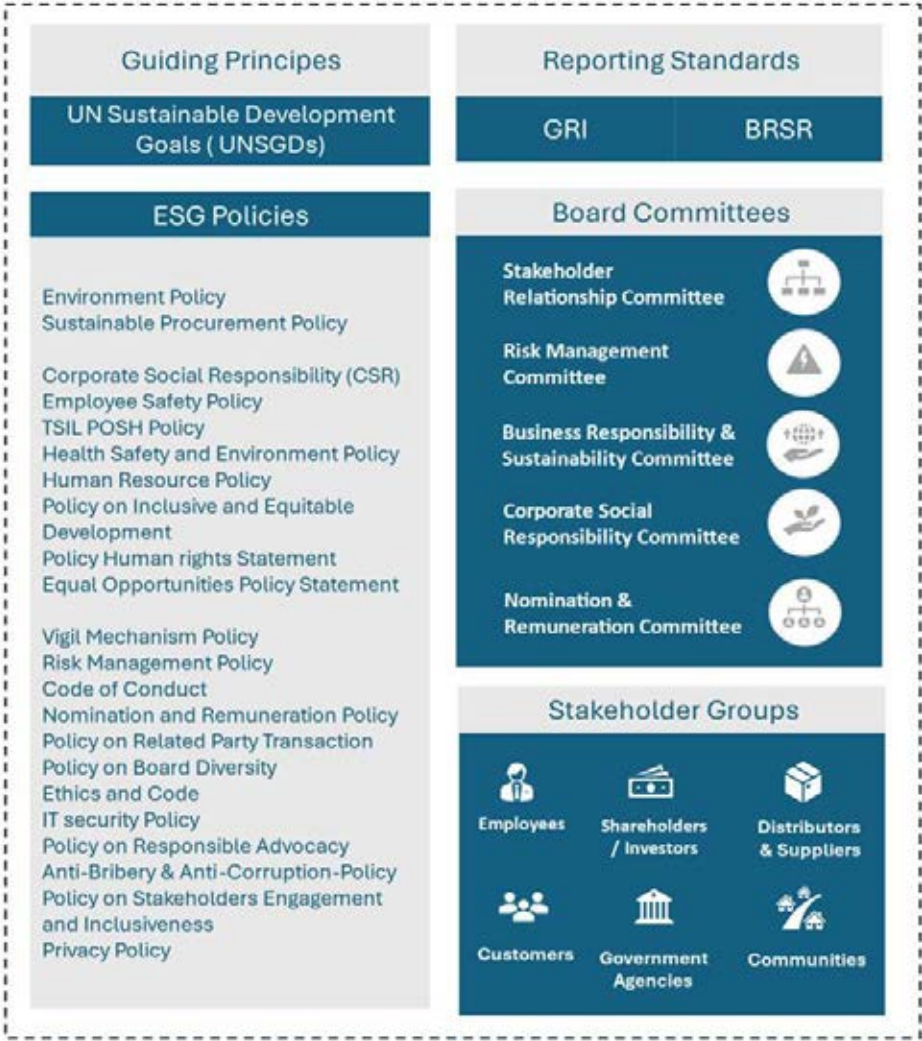 Guiding Principes
UN Sustainable Development
Goals ( UNSGDs)
Reporting Standards
GRI
BRSR
ESG Policies
Environment Policy
Sustainable Procurement Policy
Corporate Social Responsibility (CSR)
Employee Safety Policy
TSIL POSH Policy
Health Safety and Environment Policy
Human Resource Policy
Policy on Inclusive and Equitable
Development
Policy Human rights Statement
Equal Opportunities Policy Statement
Vigil Mechanism Policy
Risk Management Policy
Code of Conduct
Nomination and Remuneration Policy
Policy on Related Party Transaction
Policy on Board Diversity
Ethics and Code
IT security Policy
Policy on Responsible Advocacy
Anti-Bribery & Anti-Corruption-Policy
Policy on Stakeholders Engagement
and Inclusiveness
Privacy Policy
Board Committees
Stakeholder
Relationship Committee
Risk Management
Committee
Business Responsibility &
Sustainability Committee
Corporate Social
Responsibility Committee
Nomination &
Remuneration Committee
Stakeholder Groups
Employees
Shareholders
/ Investors
Distributors
& Suppliers
Customers
Government
Agencies
Communities